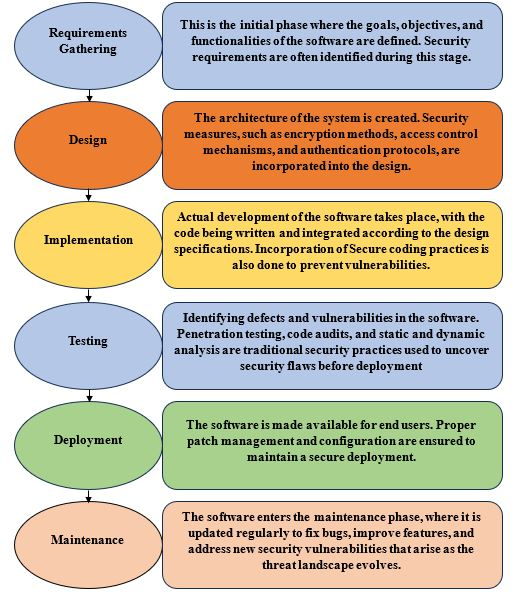 Requirements
Gathering
This is the initial phase where the goals, objectives, and
functionalities of the software are defined. Security
requirements are often identified during this stage.
Design
The architecture of the system is created. Security
measures, such as encryption methods, access control
mechanisms, and authentication protocols, are
incorporated into the design.
Implementation
Actual development of the software takes place, with the
code being written and integrated according to the design
specifications. Incorporation of Secure coding practices is
also done to prevent vulnerabilities.
Testing
Identifying defects and vulnerabilities in the software.
Penetration testing, code audits, and static and dynamic
analysis are traditional security practices used to uncover
security flaws before deployment
Deployment
The software is made available for end users. Proper
patch management and configuration are ensured to
maintain a secure deployment.
Maintenance
The software enters the maintenance phase, where it is
updated regularly to fix bugs, improve features, and
address new security vulnerabilities that arise as the
threat landscape evolves.